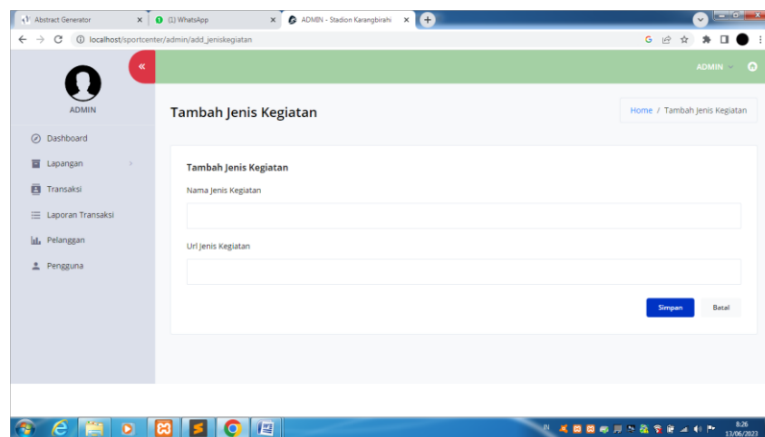 Abstract Generator
(1) WhatsApp
ADMIN - Stadion Karangbirahi
localhost/sportcenter/admin/add_jeniskegiatan
ADMIN
ADMIN
Tambah Jenis Kegiatan
Home / Tambah Jenis Kegiatan
Dashboard
Lapangan
Transaksi
Laporan Transaksi
Pelanggan
Pengguna
Tambah Jenis Kegiatan
Nama Jenis Kegiatan
Url Jenis Kegiatan
Simpan
Batal
IN
8:26
13/06/2023